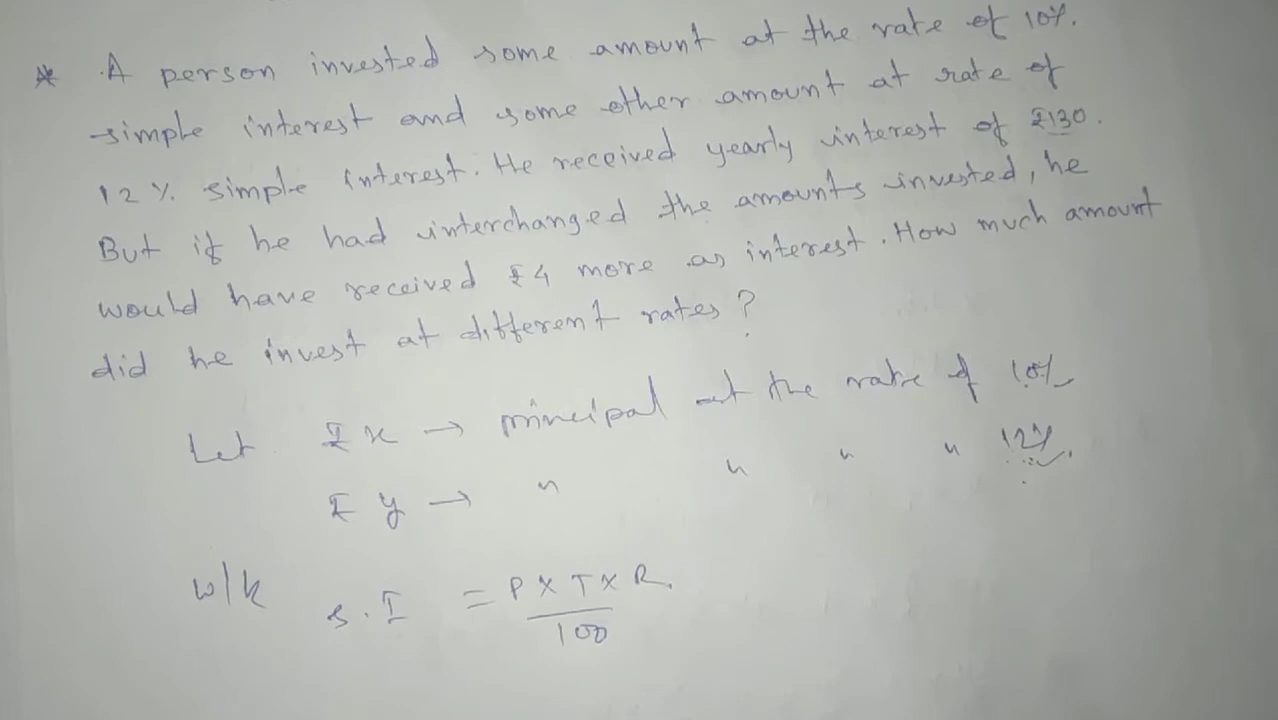 * A person invested some amount at the rate of 10%.
simple interest and some other amount at rate of
12% simple interest. He received yearly interest of ₹130.
But if he had interchanged the amounts invested, he
would have received ₹4 more as interest. How much amount
did he invest at different rates?
Let ₹ x → principal at the rate of 10%
₹ y → " " " " 12%.
w/k S.I = P x T x R.
100